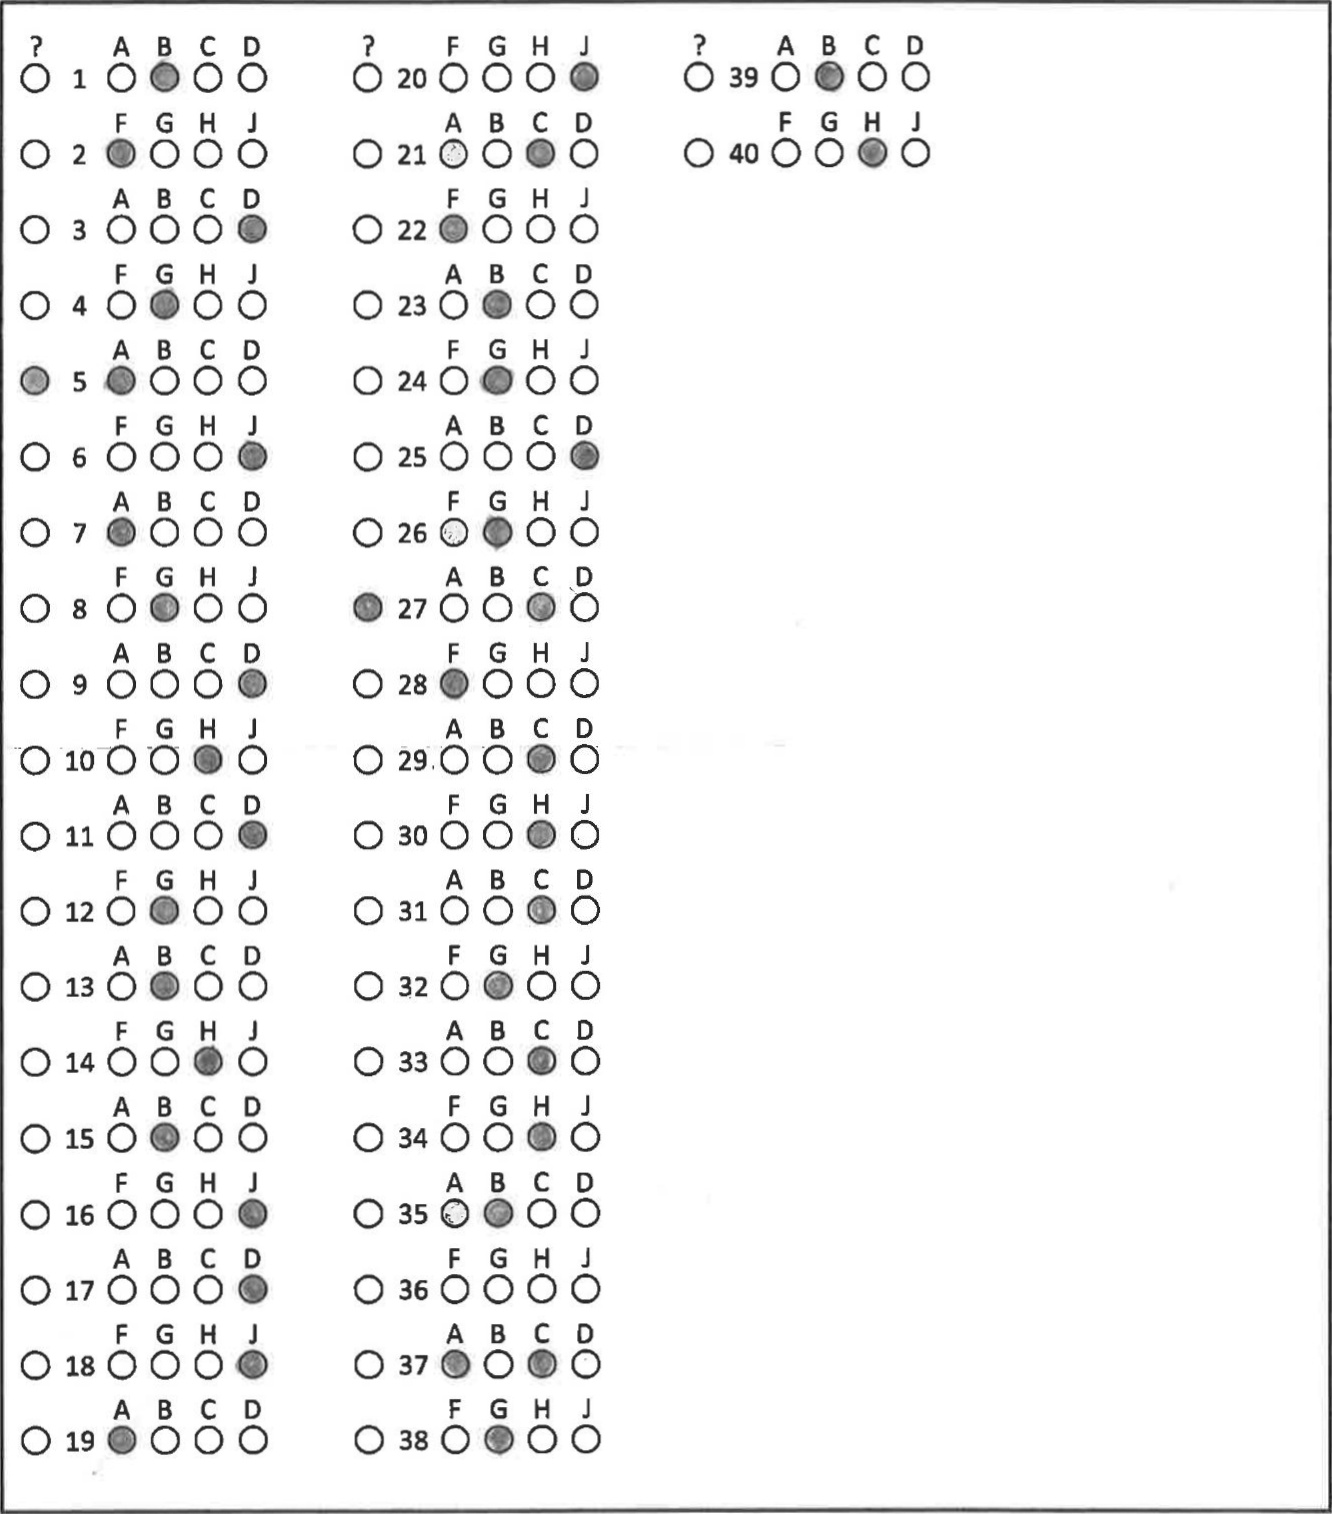 ? A B C D
1
F G H J
2
A B C D
3
F G H J
4
A B C D
5
F G H J
6
A B C D
7
F G H J
8
A B C D
9
F G H J
10
A B C D
11
F G H J
12
A B C D
13
F G H J
14
A B C D
15
F G H J
16
A B C D
17
F G H J
18
A B C D
19
? F G H J
20
A B C D
21
F G H J
22
A B C D
23
F G H J
24
A B C D
25
F G H J
26
A B C D
27
F G H J
28
A B C D
29
F G H J
30
A B C D
31
F G H J
32
A B C D
33
F G H J
34
A B C D
35
F G H J
36
A B C D
37
F G H J
38
? A B C D
39
F G H J
40